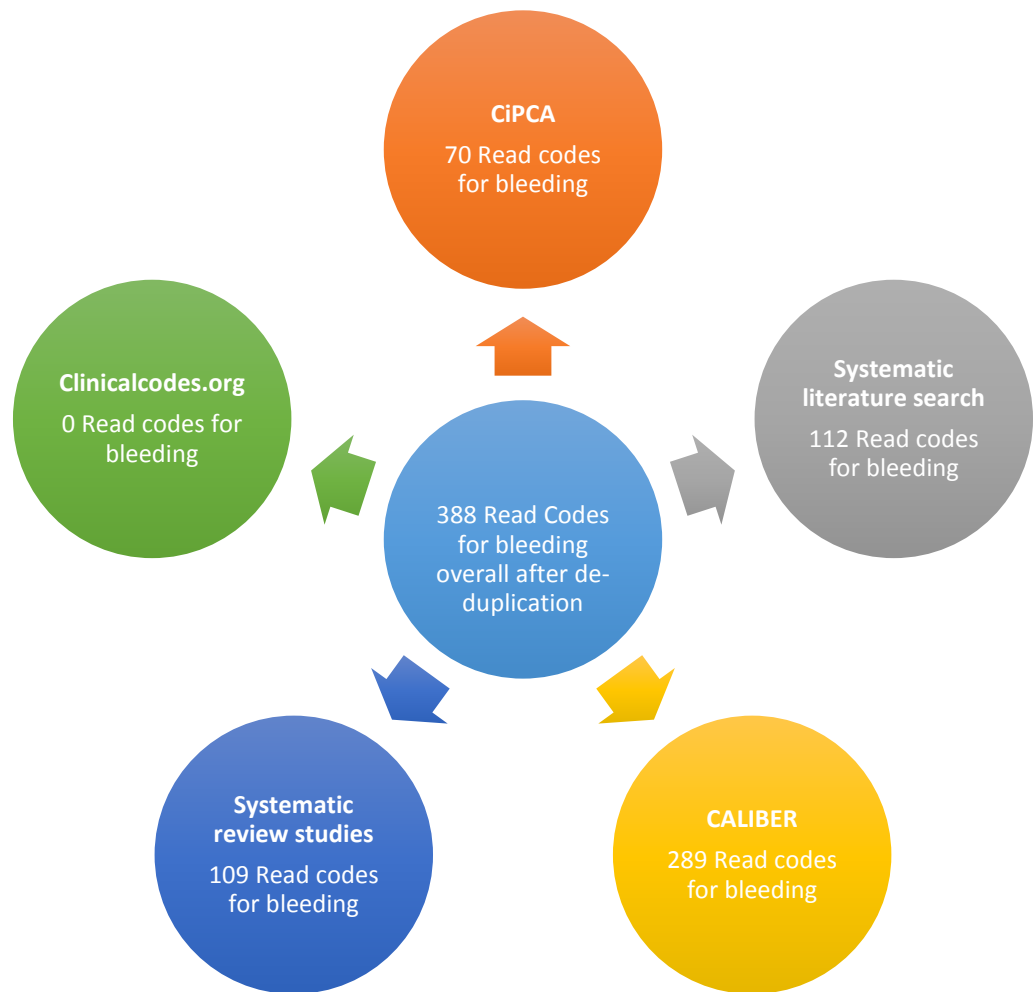 CiPCA
70 Read codes
for bleeding
Clinicalcodes.org
0 Read codes for
bleeding
Systematic
literature search
112 Read codes
for bleeding
388 Read Codes
for bleeding
overall after de-
duplication
Systematic
review studies
109 Read codes
for bleeding
CALIBER
289 Read codes
for bleeding